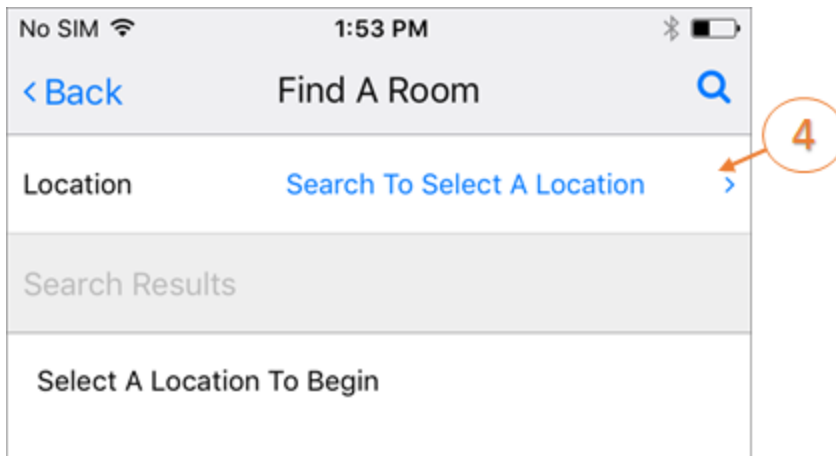 No SIM 1:53 PM
< Back Find A Room
Location Search To Select A Location >
4
Search Results
Select A Location To Begin